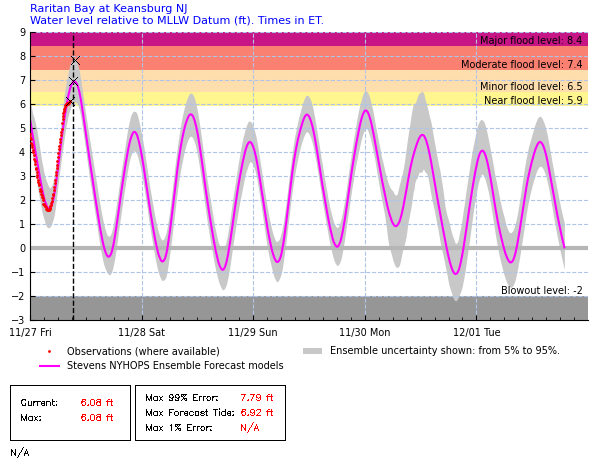 Raritan Bay at Keansburg NJ
Water level relative to MLLW Datum (ft). Times in ET.
9
Major flood level: 8.4
8
Moderate flood level: 7.4
7
Minor flood level: 6.5
6
Near flood level: 5.9
5
4
3
2
1
0
−1
−2
Blowout level: -2
−3
11/27 Fri
11/28 Sat
11/29 Sun
11/30 Mon
12/01 Tue
Observations (where available)
Ensemble uncertainty shown: from 5% to 95%.
Stevens NYHOPS Ensemble Forecast models
Current: 6.08 ft
Max: 6.08 ft
Max 99% Error: 7.79 ft
Max Forecast Tide: 6.92 ft
Max 1% Error: N/A
N/A